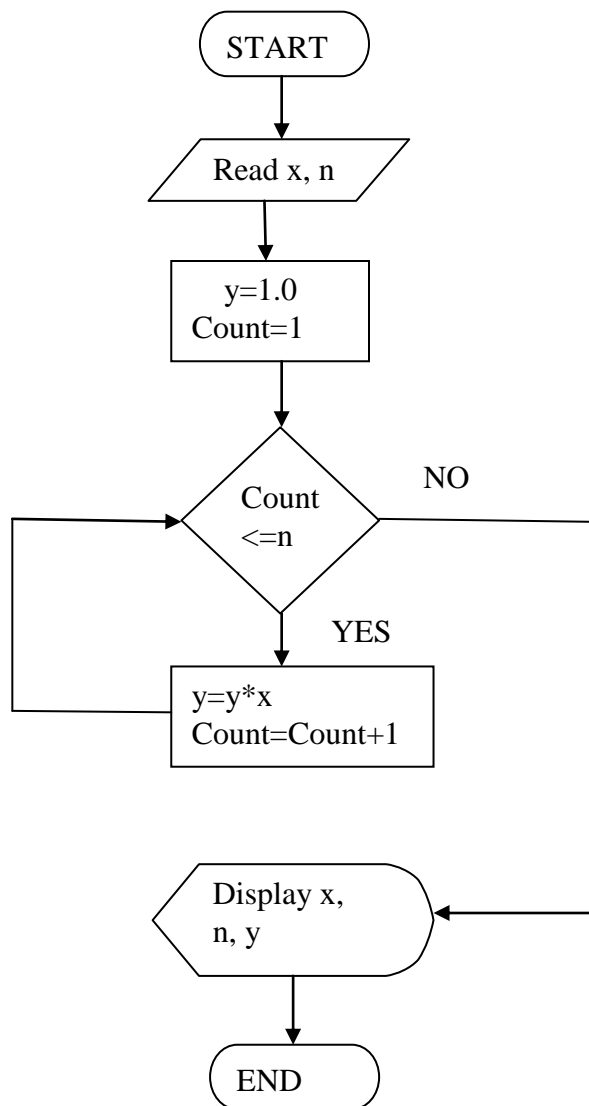 START
Read x, n
y=1.0
Count=1
Count
<=n
NO
YES
y=y*x
Count=Count+1
Display x,
n, y
END